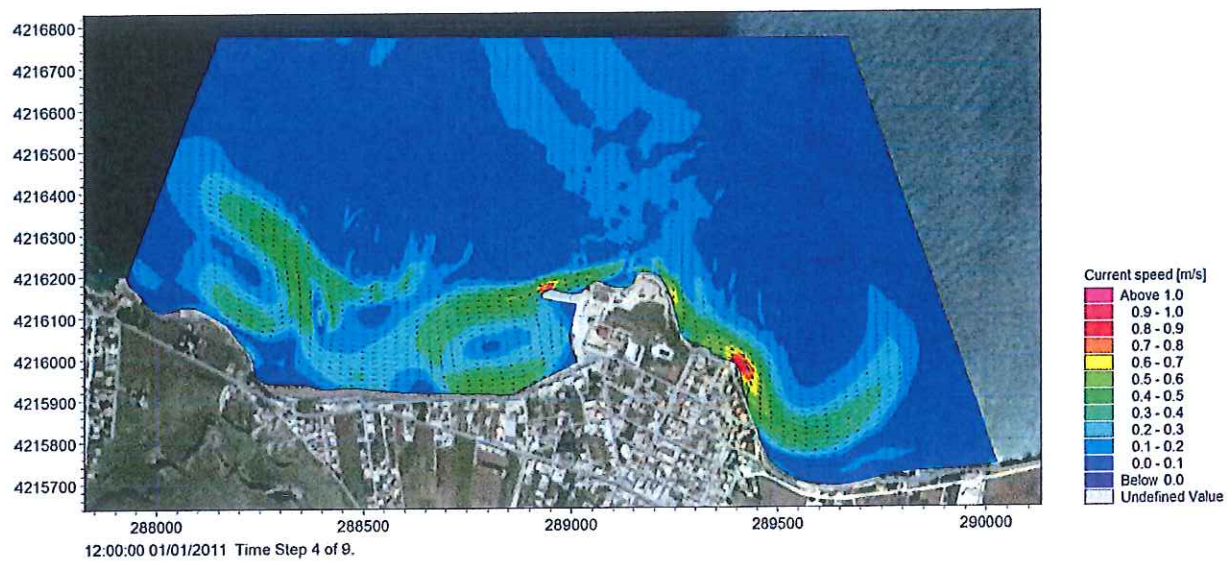 4216800
4216700
4216600
4216500
4216400
4216300
4216200
4216100
4216000
4215900
4215800
4215700
288000 288500 289000 289500 290000
12:00:00 01/01/2011 Time Step 4 of 9.
Current speed [m/s]
Above 1.0
0.9 - 1.0
0.8 - 0.9
0.7 - 0.8
0.6 - 0.7
0.5 - 0.6
0.4 - 0.5
0.3 - 0.4
0.2 - 0.3
0.1 - 0.2
0.0 - 0.1
Below 0.0
Undefined Value